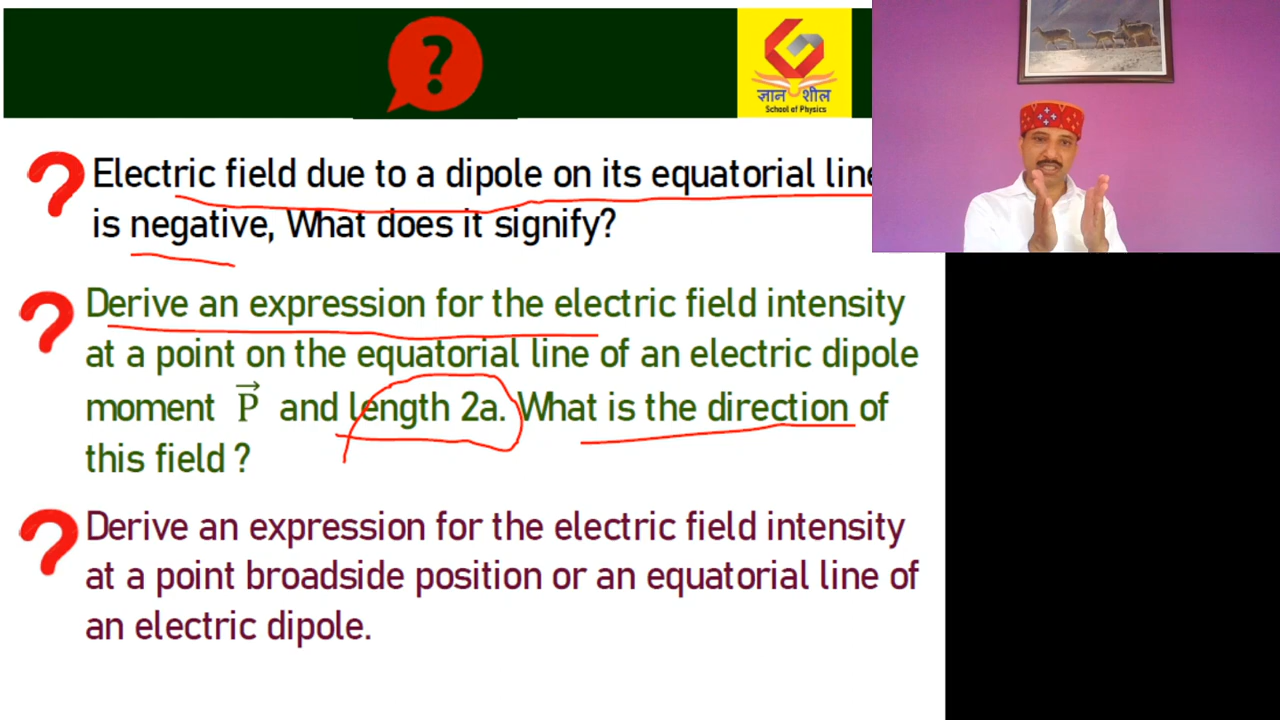 ?
ज्ञान शील
School of Physics
? Electric field due to a dipole on its equatorial line
is negative, What does it signify?
? Derive an expression for the electric field intensity
at a point on the equatorial line of an electric dipole
moment P⃗ and length 2a. What is the direction of
this field ?
? Derive an expression for the electric field intensity
at a point broadside position or an equatorial line of
an electric dipole.